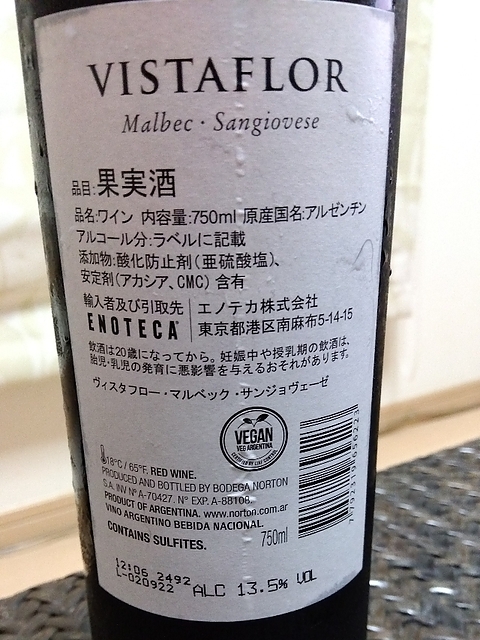 VISTAFLOR
Malbec · Sangiovese
品目:果実酒
品名:ワイン 内容量:750ml 原産国名:アルゼンチン
アルコール分:ラベルに記載
添加物:酸化防止剤(亜硫酸塩)、
安定剤(アカシア、CMC) 含有
輸入者及び引取先
ENOTECA
エノテカ株式会社
東京都港区南麻布5-14-15
飲酒は20歳になってから。妊娠中や授乳期の飲酒は、
胎児・乳児の発育に悪影響を与えるおそれがあります。
ヴィスタフロー・マルベック・サンジョヴェーゼ
VEGAN
VEG ARGENTINA
18°C / 65°F. RED WINE.
PRODUCED AND BOTTLED BY BODEGA NORTON
S.A. INV Nº A-70427. Nº EXP. A-88108.
PRODUCT OF ARGENTINA. www.norton.com.ar
VINO ARGENTINO BEBIDA NACIONAL.
CONTAINS SULFITES.
750ml
12:06 2492
L-020922 ALC 13.5% VOL